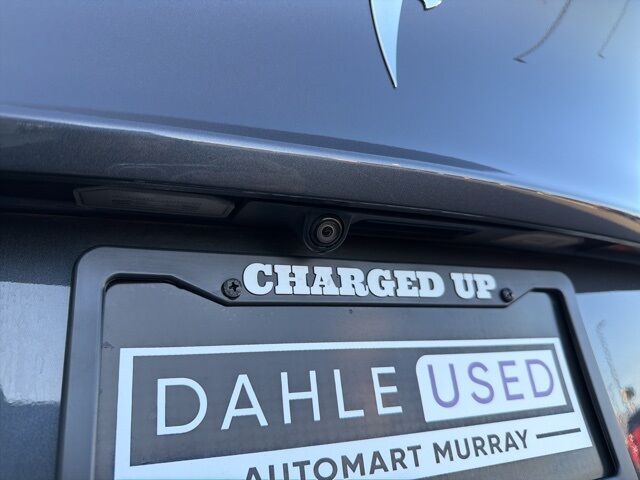 CHARGED UP
DAHLE USED
AUTOMART MURRAY